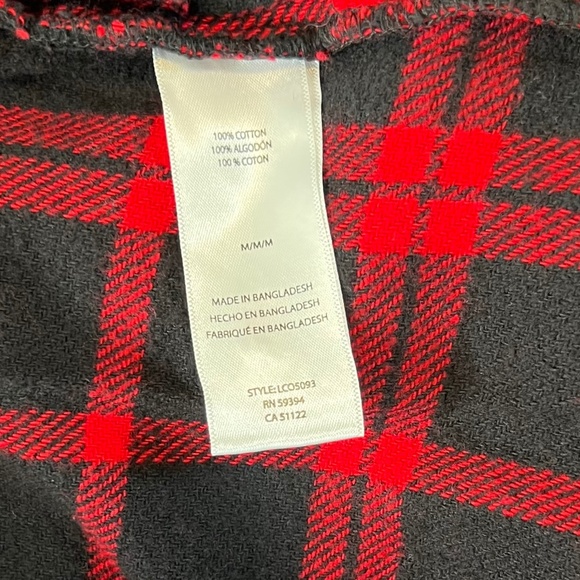 100% COTTON
100% ALGODÓN
100 % COTON
M/M/M
MADE IN BANGLADESH
HECHO EN BANGLADESH
FABRIQUÉ EN BANGLADESH
STYLE: LCO5093
RN 59394
CA 51122